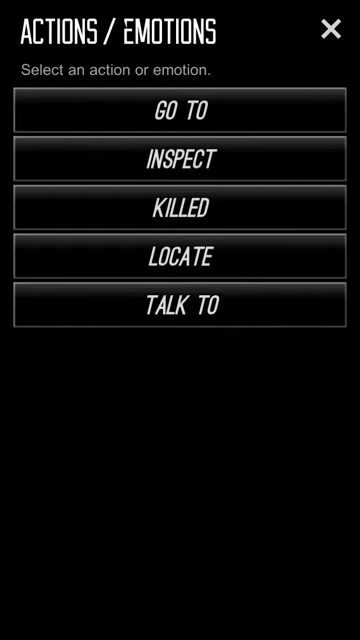 ACTIONS / EMOTIONS
Select an action or emotion.
GO TO
INSPECT
KILLED
LOCATE
TALK TO